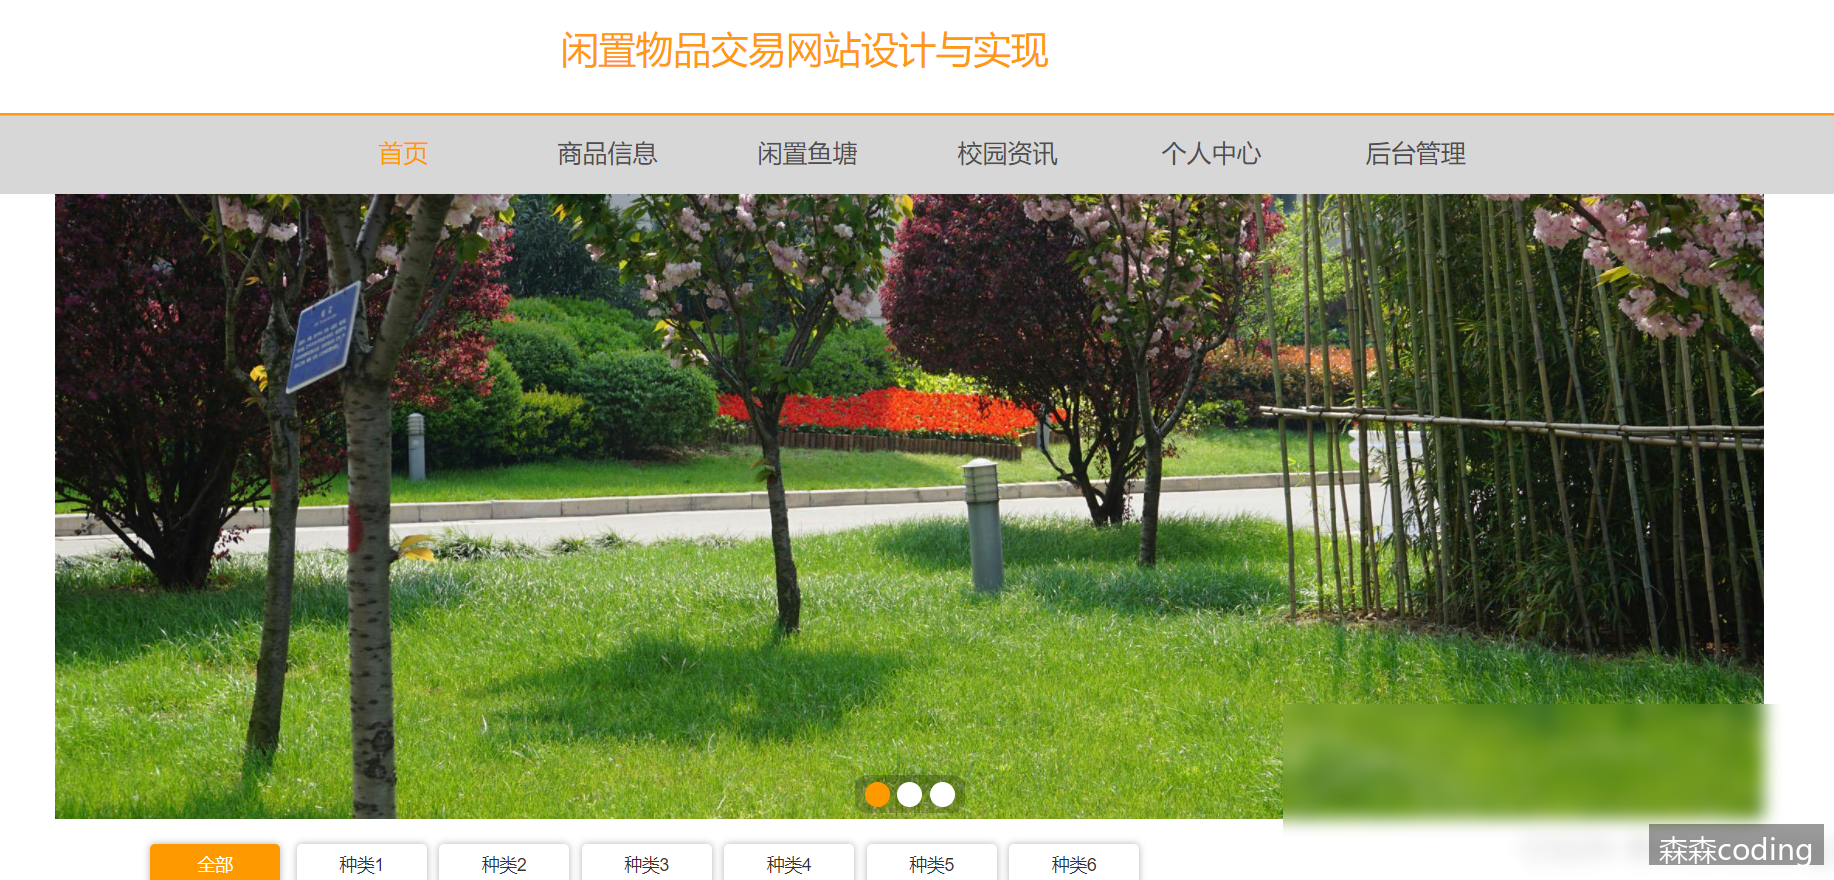 闲置物品交易网站设计与实现
首页 商品信息 闲置鱼塘 校园资讯 个人中心 后台管理
全部 种类1 种类2 种类3 种类4 种类5 种类6
森森coding